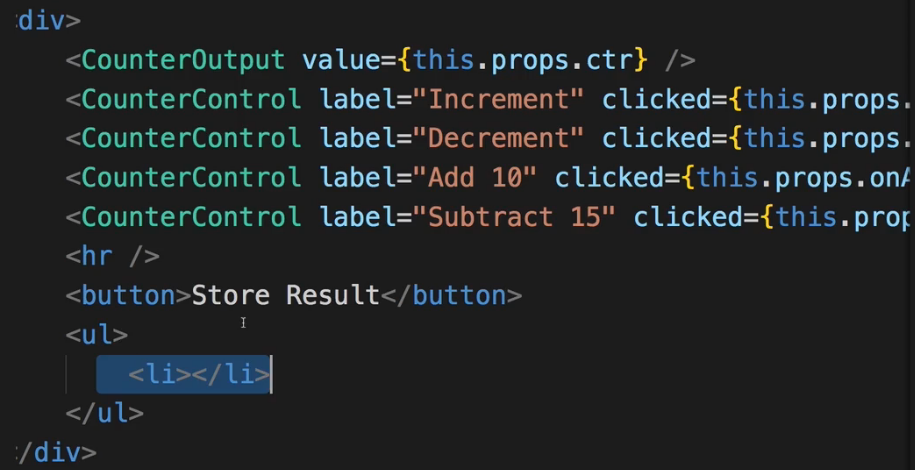 div>
<CounterOutput value={this.props.ctr} />
<CounterControl label="Increment" clicked={this.props.
<CounterControl label="Decrement" clicked={this.props.
<CounterControl label="Add 10" clicked={this.props.onA
<CounterControl label="Subtract 15" clicked={this.prop
<hr />
<button>Store Result</button>
<ul>
<li></li>
</ul>
/div>